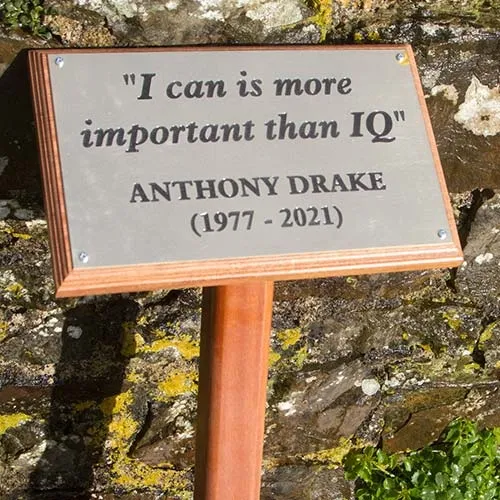 "I can is more
important than IQ"
ANTHONY DRAKE
(1977 - 2021)